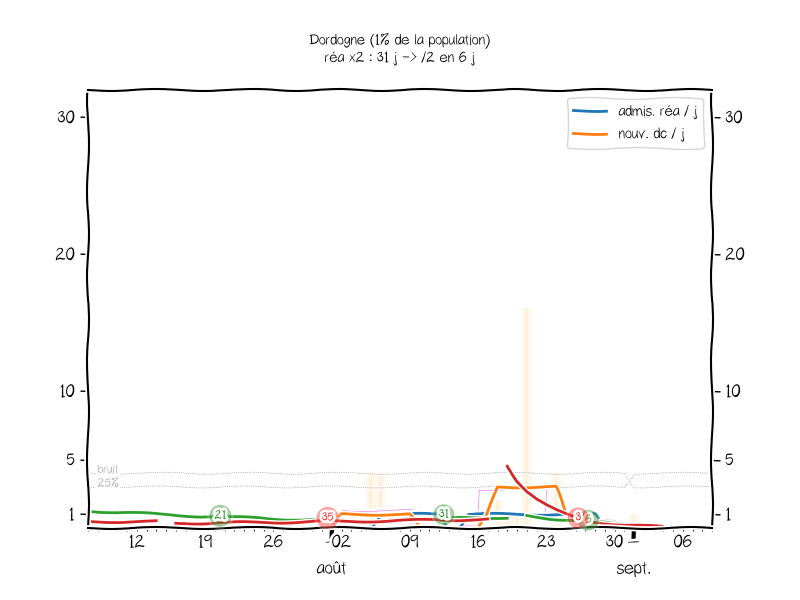 Dordogne (1% de la population)
réa x2 : 31 j -> /2 en 6 j
admis. réa / j
nouv. dc / j
30 30
20 20
10 10
5 5
bruit
25%
1 21 35 31 3 1
12 19 26 02 09 16 23 30 06
août sept.